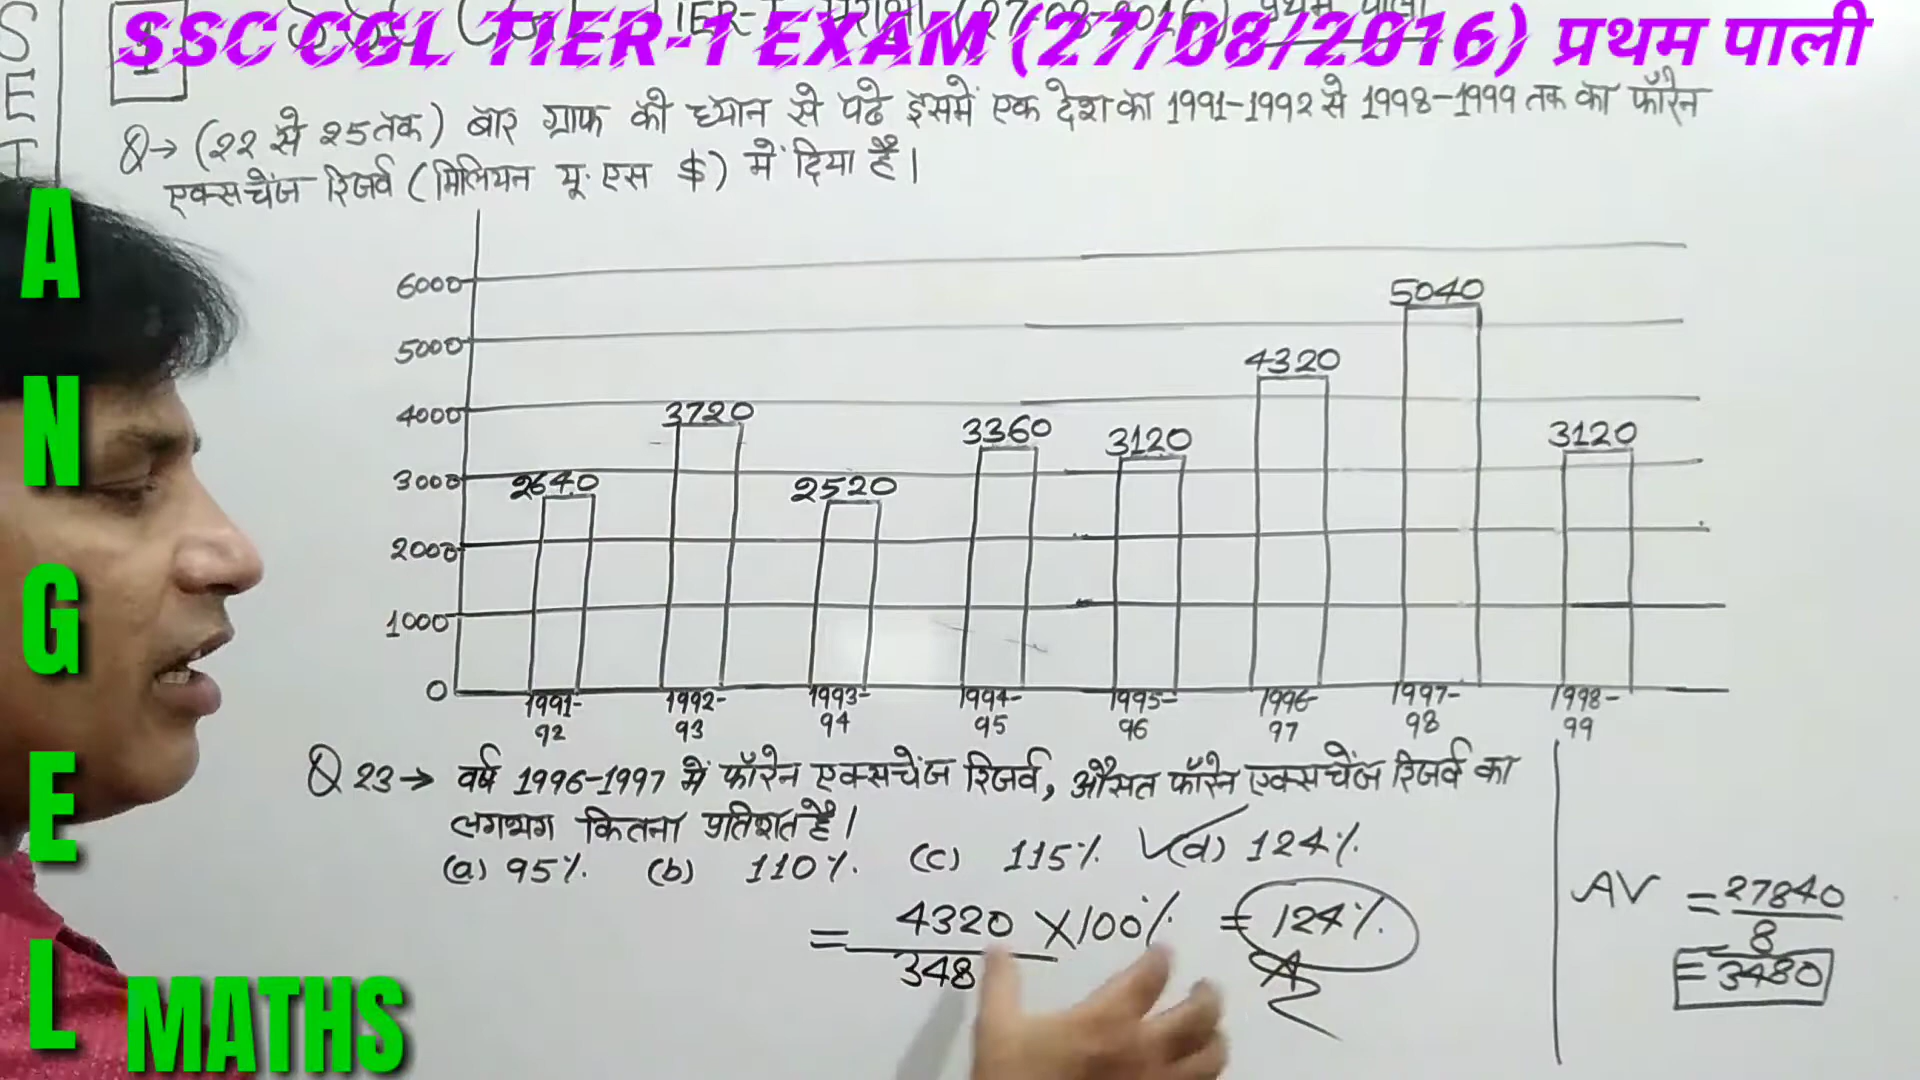 SSC CGL TIER-1 EXAM (27/08/2016) प्रथम पाली
SET
1
Q→ (22 से 25 तक) बार ग्राफ को ध्यान से पढे इसमें एक देश का 1991-1992 से 1998-1999 तक का फॉरेन
एक्सचेंज रिजर्व (मिलियन यू.एस $) में दिया है।
6000
5000
4000
3000
2000
1000
0
2640
3720
2520
3360
3120
4320
5040
3120
1991-92
1992-93
1993-94
1994-95
1995-96
1996-97
1997-98
1998-99
Q 23→ वर्ष 1996-1997 में फॉरेन एक्सचेंज रिजर्व, औसत फॉरेन एक्सचेंज रिजर्व का
लगभग कितना प्रतिशत है।
(a) 95%. (b) 110%. (c) 115%. (d) 124%.
= 4320 X100% = 124%.
348
AV = 27840
8
= 3480
ANGEL
MATHS